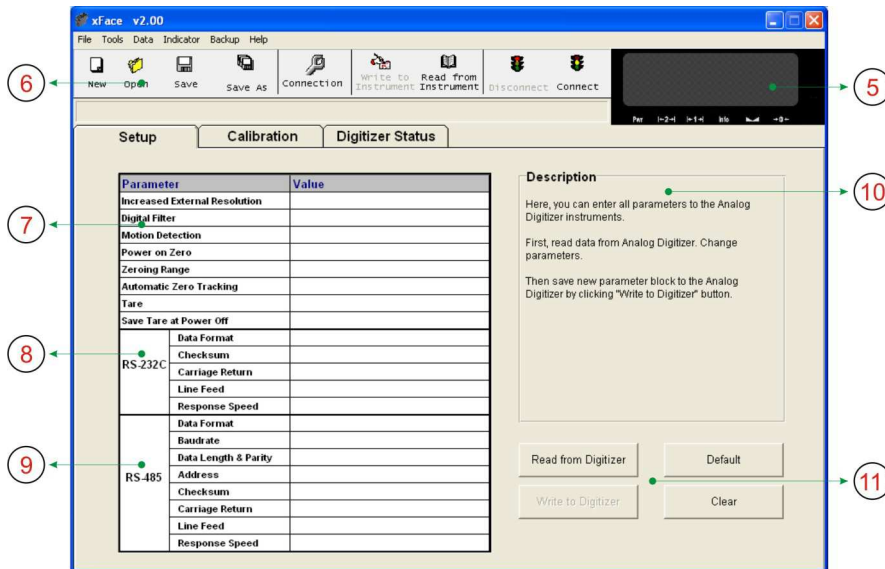 xFace v2.00
File Tools Data Indicator Backup Help
New Open Save Save As Connection Write to Instrument Read from Instrument Disconnect Connect
6
5
Pwr |←2→| |←1→| Info →0←
Setup Calibration Digitizer Status
Parameter Value
Increased External Resolution
Digital Filter
Motion Detection
Power on Zero
Zeroing Range
Automatic Zero Tracking
Tare
Save Tare at Power Off
7
RS-232C
Data Format
Checksum
Carriage Return
Line Feed
Response Speed
8
RS-485
Data Format
Baudrate
Data Length & Parity
Address
Checksum
Carriage Return
Line Feed
Response Speed
9
Description
Here, you can enter all parameters to the Analog
Digitizer instruments.
First, read data from Analog Digitizer. Change
parameters.
Then save new parameter block to the Analog
Digitizer by clicking "Write to Digitizer" button.
10
Read from Digitizer Default
Write to Digitizer Clear
11